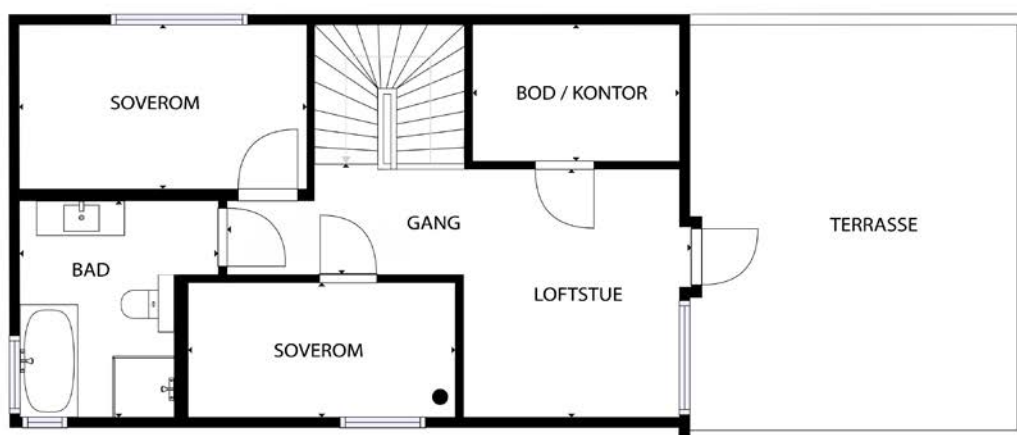 SOVEROM
BOD / KONTOR
GANG
TERRASSE
BAD
LOFTSTUE
SOVEROM